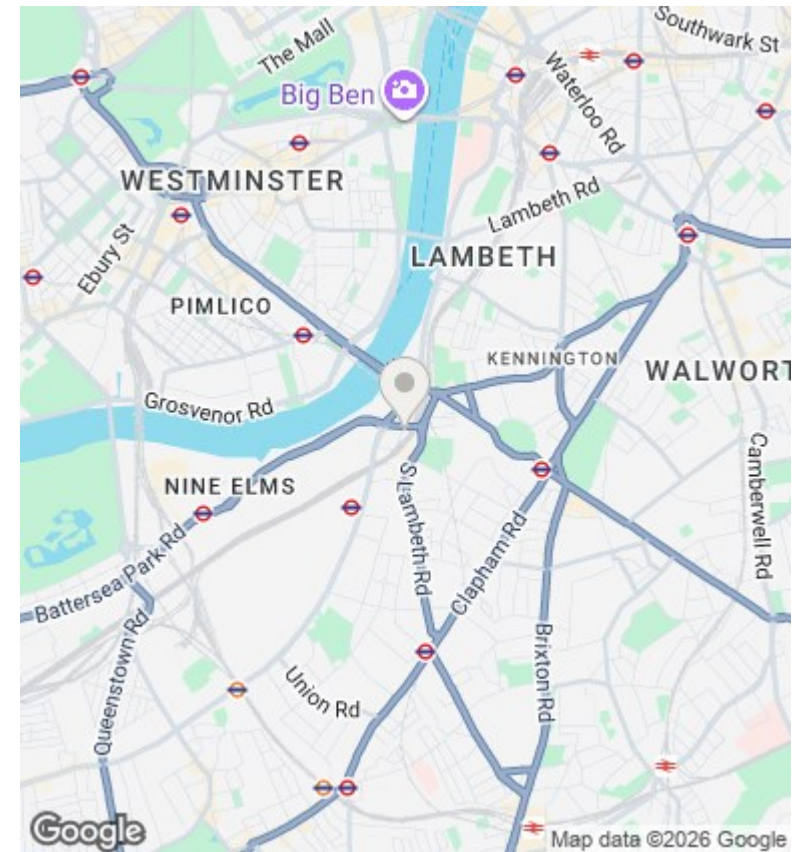 Southwark St
The Mall
Big Ben
Waterloo Rd
WESTMINSTER
Lambeth Rd
Ebury St
LAMBETH
PIMLICO
KENNINGTON
WALWORT
Grosvenor Rd
NINE ELMS
Camberwell Rd
S Lambeth Rd
Clapham Rd
Battersea Park Rd
Queenstown Rd
Brixton Rd
Union Rd
Google
Map data ©2026 Google